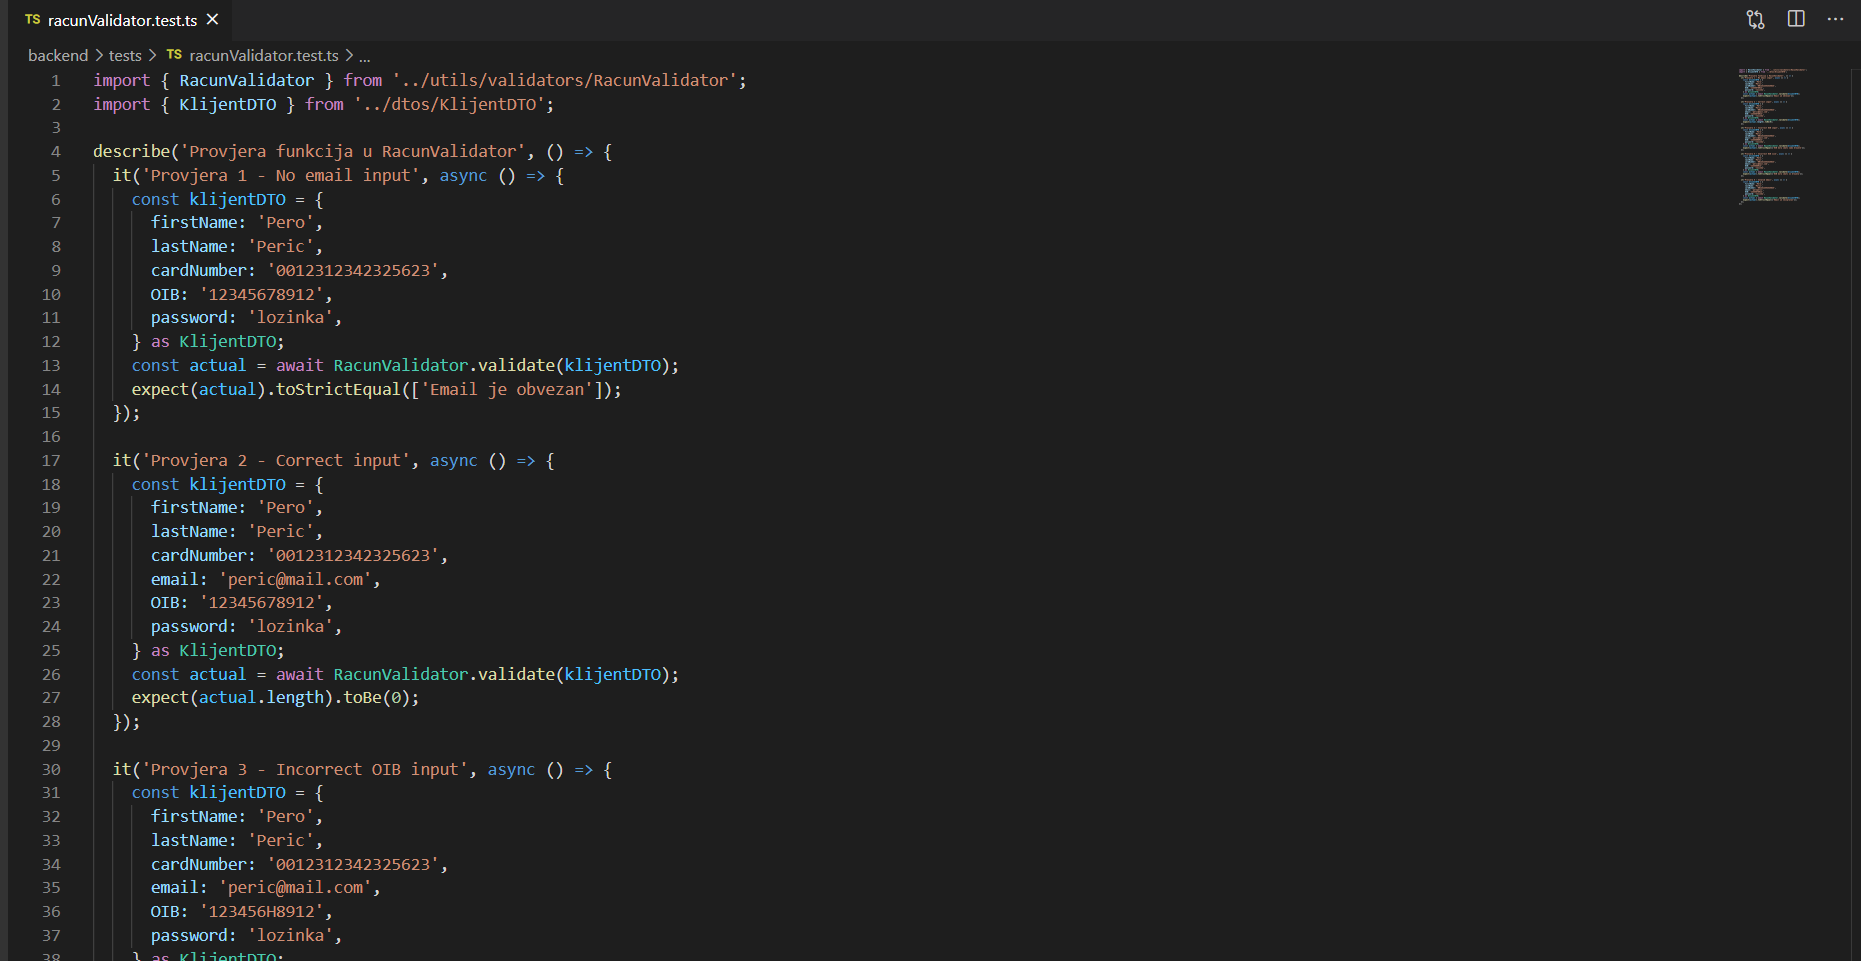 TS racunValidator.test.ts ×
backend > tests > TS racunValidator.test.ts > ...
1 import { RacunValidator } from '../utils/validators/RacunValidator';
2 import { KlijentDTO } from '../dtos/KlijentDTO';
3
4 describe('Provjera funkcija u RacunValidator', () => {
5 it('Provjera 1 - No email input', async () => {
6 const klijentDTO = {
7 firstName: 'Pero',
8 lastName: 'Peric',
9 cardNumber: '0012312342325623',
10 OIB: '12345678912',
11 password: 'lozinka',
12 } as KlijentDTO;
13 const actual = await RacunValidator.validate(klijentDTO);
14 expect(actual).toStrictEqual(['Email je obvezan']);
15 });
16
17 it('Provjera 2 - Correct input', async () => {
18 const klijentDTO = {
19 firstName: 'Pero',
20 lastName: 'Peric',
21 cardNumber: '0012312342325623',
22 email: 'peric@mail.com',
23 OIB: '12345678912',
24 password: 'lozinka',
25 } as KlijentDTO;
26 const actual = await RacunValidator.validate(klijentDTO);
27 expect(actual.length).toBe(0);
28 });
29
30 it('Provjera 3 - Incorrect OIB input', async () => {
31 const klijentDTO = {
32 firstName: 'Pero',
33 lastName: 'Peric',
34 cardNumber: '0012312342325623',
35 email: 'peric@mail.com',
36 OIB: '123456H8912',
37 password: 'lozinka',
38 } as KlijentDTO;